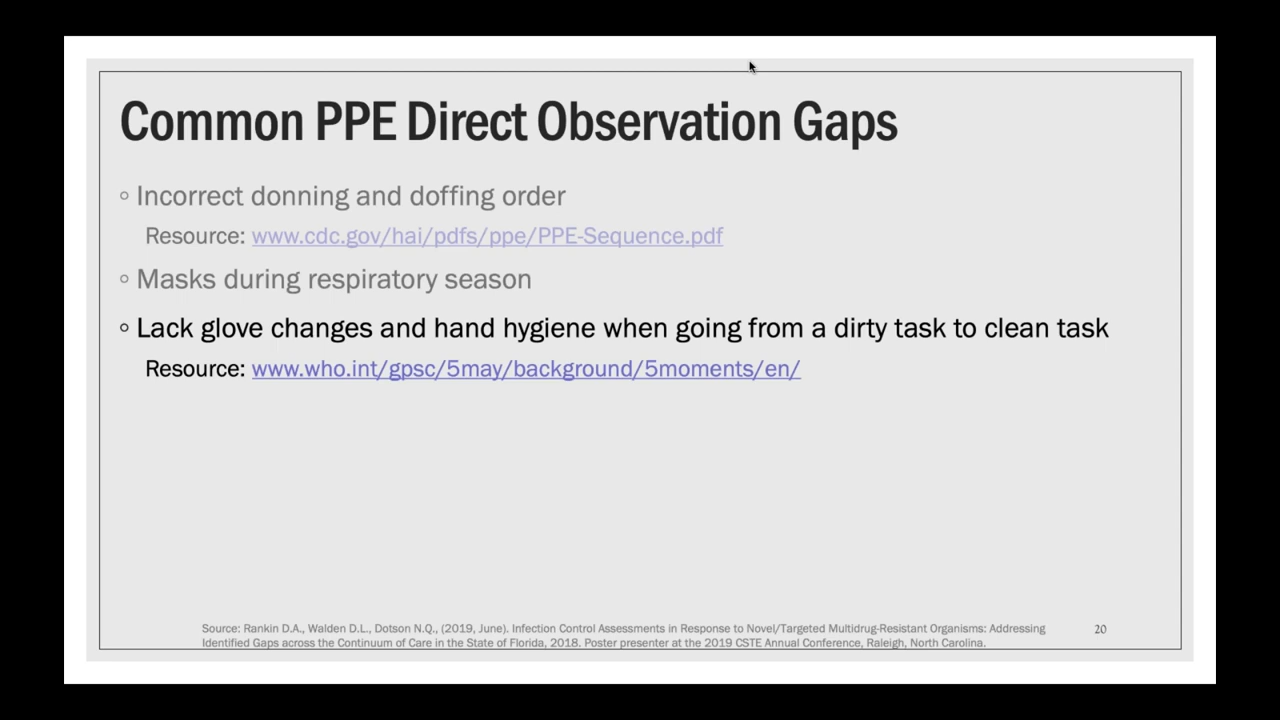 Common PPE Direct Observation Gaps
◦ Incorrect donning and doffing order
Resource: www.cdc.gov/hai/pdfs/ppe/PPE-Sequence.pdf
◦ Masks during respiratory season
◦ Lack glove changes and hand hygiene when going from a dirty task to clean task
Resource: www.who.int/gpsc/5may/background/5moments/en/
Source: Rankin D.A., Walden D.L., Dotson N.Q., (2019, June). Infection Control Assessments in Response to Novel/Targeted Multidrug-Resistant Organisms: Addressing
Identified Gaps across the Continuum of Care in the State of Florida, 2018. Poster presenter at the 2019 CSTE Annual Conference, Raleigh, North Carolina.
20